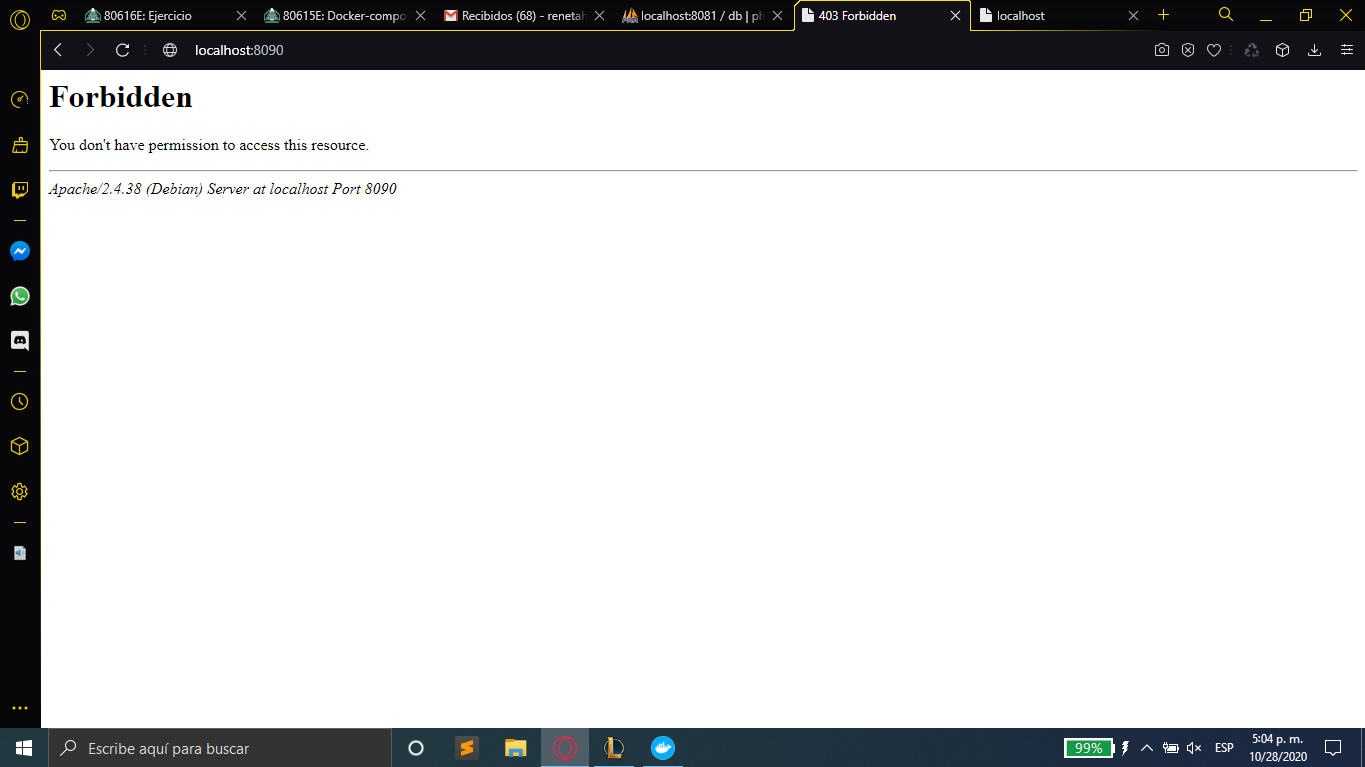 80616E: Ejercicio
80615E: Docker-compo
Recibidos (68) - renetah
localhost:8081 / db | ph
403 Forbidden
localhost
localhost:8090
Forbidden
You don't have permission to access this resource.
Apache/2.4.38 (Debian) Server at localhost Port 8090
Escribe aquí para buscar
99%
ESP
5:04 p. m.
10/28/2020